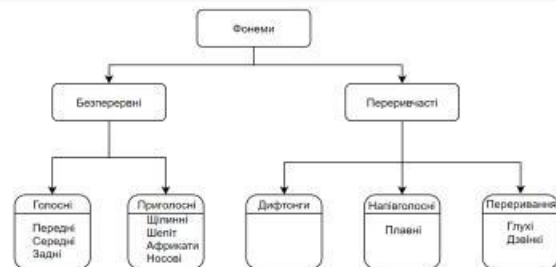 Фонеми
Безперервні
Переривчасті
Голосні
Передні
Середні
Задні
Приголосні
Щілинні
Шепіт
Африкати
Носові
Дифтонги
Напівголосні
Плавні
Переривання
Глухі
Дзвінкі